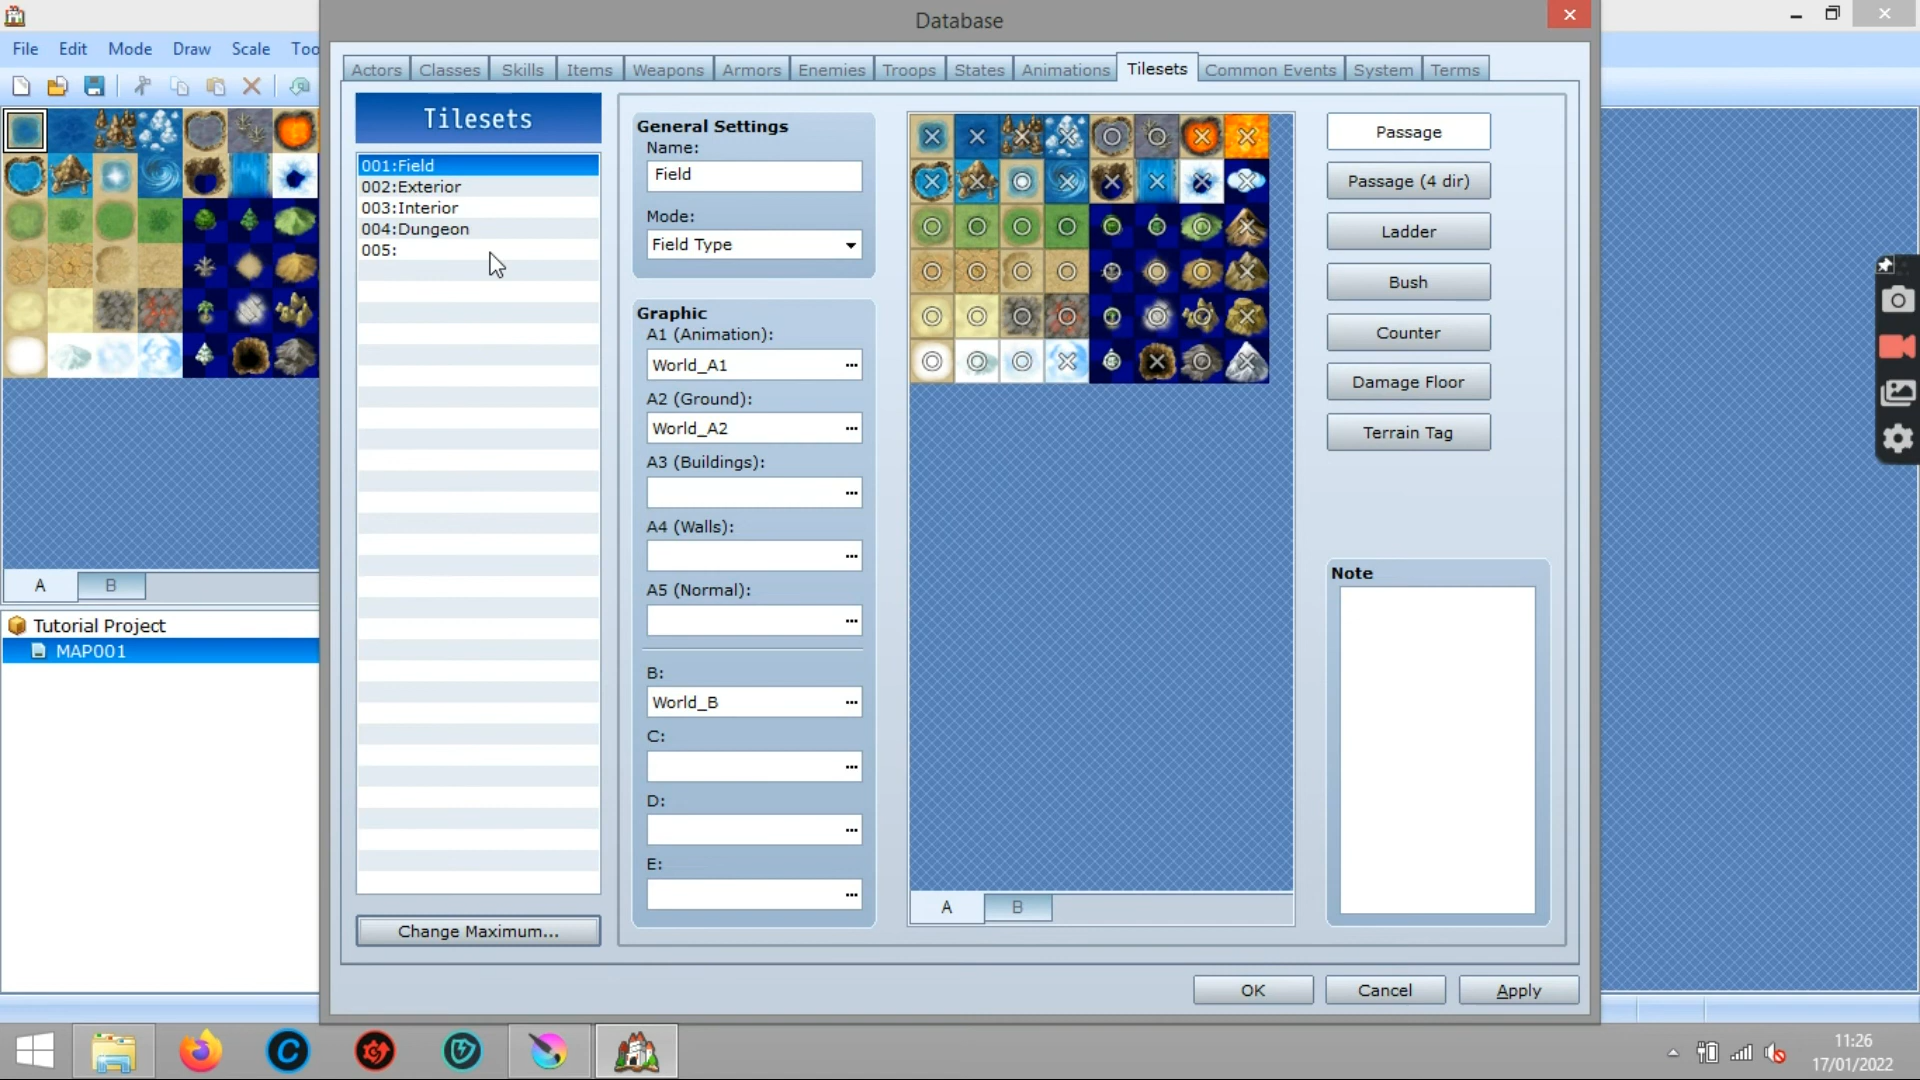 Database
File Edit Mode Draw Scale Too
Actors Classes Skills Items Weapons Armors Enemies Troops States Animations Tilesets Common Events System Terms
Tilesets
001:Field
002:Exterior
003:Interior
004:Dungeon
005:
Change Maximum...
General Settings
Name:
Field
Mode:
Field Type
Graphic
A1 (Animation):
World_A1
A2 (Ground):
World_A2
A3 (Buildings):
A4 (Walls):
A5 (Normal):
B:
World_B
C:
D:
E:
A B
Passage
Passage (4 dir)
Ladder
Bush
Counter
Damage Floor
Terrain Tag
Note
A B
Tutorial Project
MAP001
OK Cancel Apply
11:26
17/01/2022